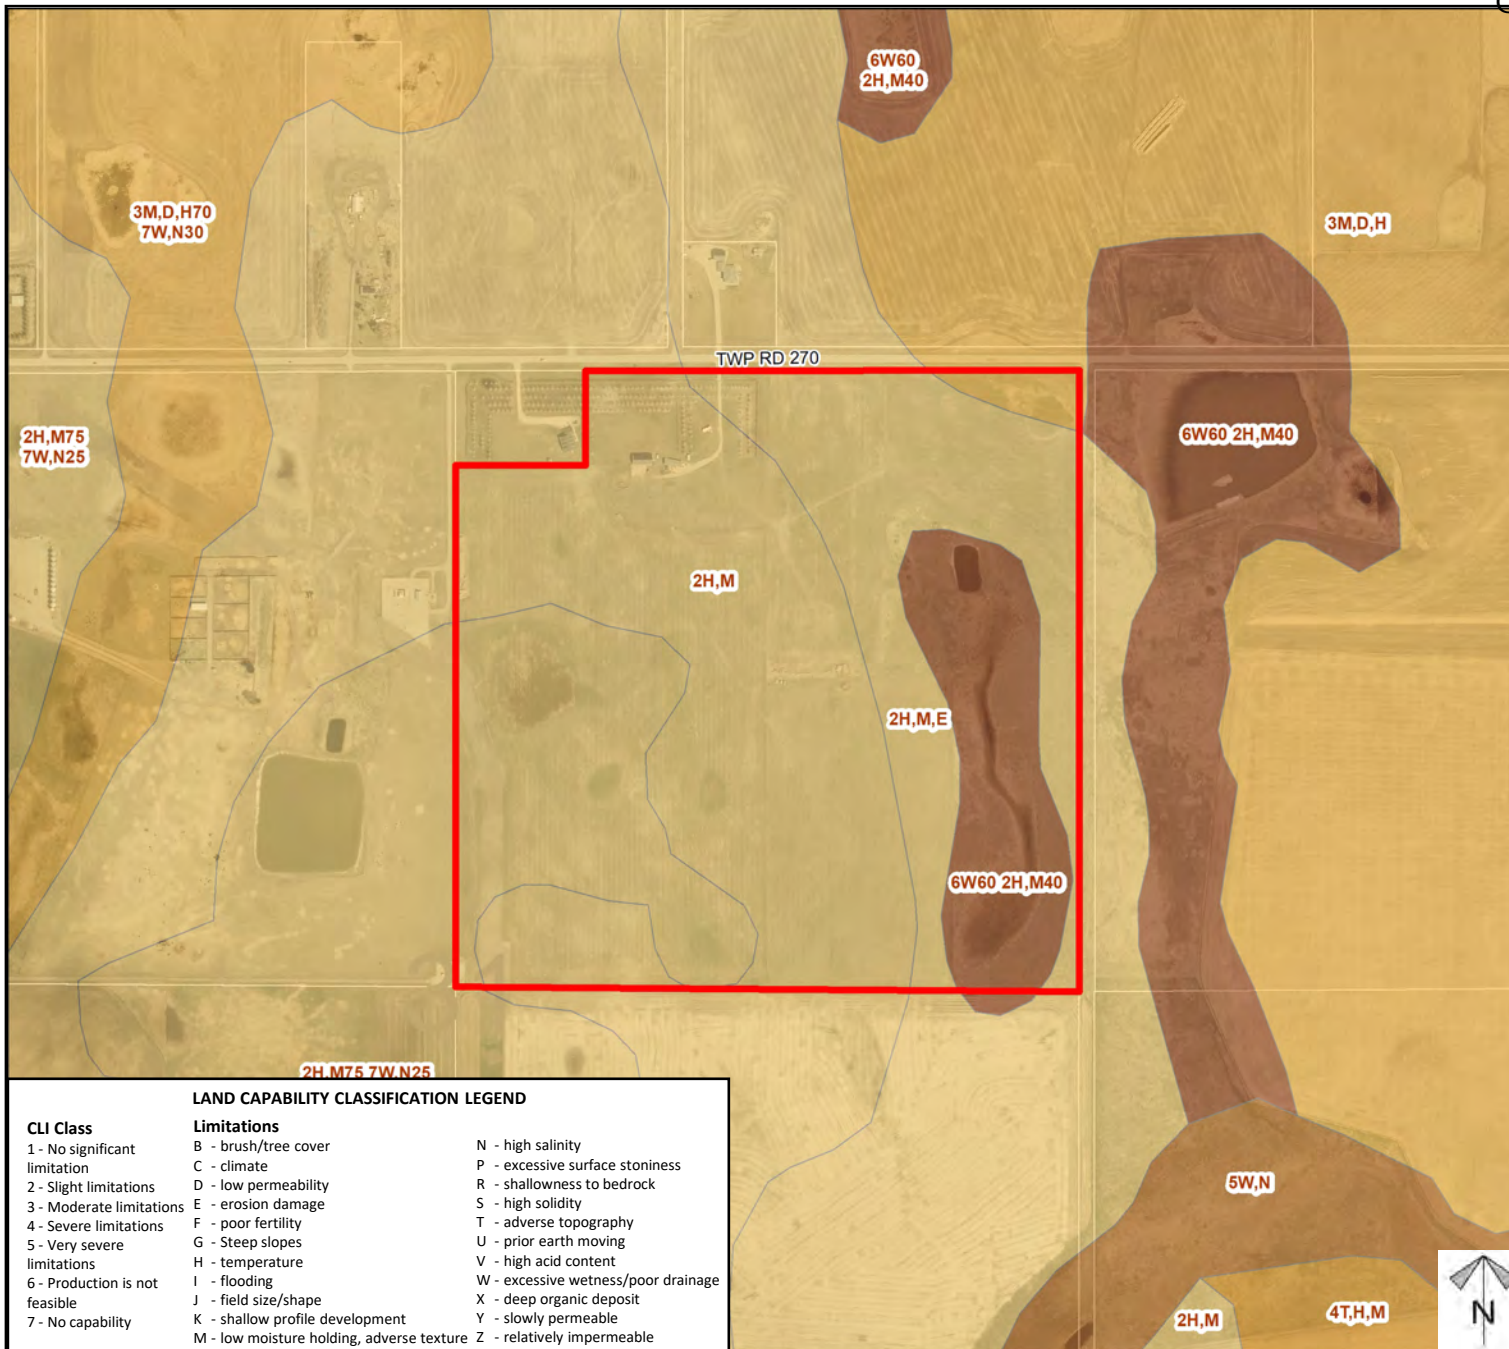 6W60
2H,M40
3M,D,H70
7W,N30
3M,D,H
TWP RD 270
2H,M75
7W,N25
6W60 2H,M40
2H,M
2H,M,E
6W60 2H,M40
2H,M75 7W,N25
5W,N
2H,M
4T,H,M
N
LAND CAPABILITY CLASSIFICATION LEGEND
CLI Class
1 - No significant
limitation
2 - Slight limitations
3 - Moderate limitations
4 - Severe limitations
5 - Very severe
limitations
6 - Production is not
feasible
7 - No capability
Limitations
B - brush/tree cover
C - climate
D - low permeability
E - erosion damage
F - poor fertility
G - Steep slopes
H - temperature
I - flooding
J - field size/shape
K - shallow profile development
M - low moisture holding, adverse texture
N - high salinity
P - excessive surface stoniness
R - shallowness to bedrock
S - high solidity
T - adverse topography
U - prior earth moving
V - high acid content
W - excessive wetness/poor drainage
X - deep organic deposit
Y - slowly permeable
Z - relatively impermeable